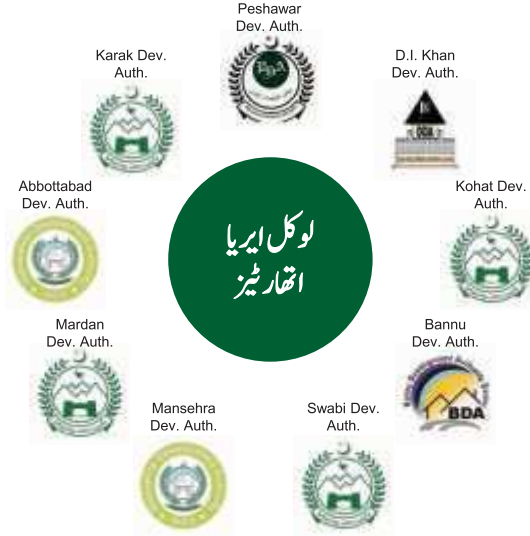 Peshawar
Dev. Auth.
Karak Dev.
Auth.
D.I. Khan
Dev. Auth.
Abbottabad
Dev. Auth.
Kohat Dev.
Auth.
لوکل ایریا
اتھارٹیز
Mardan
Dev. Auth.
Bannu
Dev. Auth.
BDA
Mansehra
Dev. Auth.
Swabi Dev.
Auth.